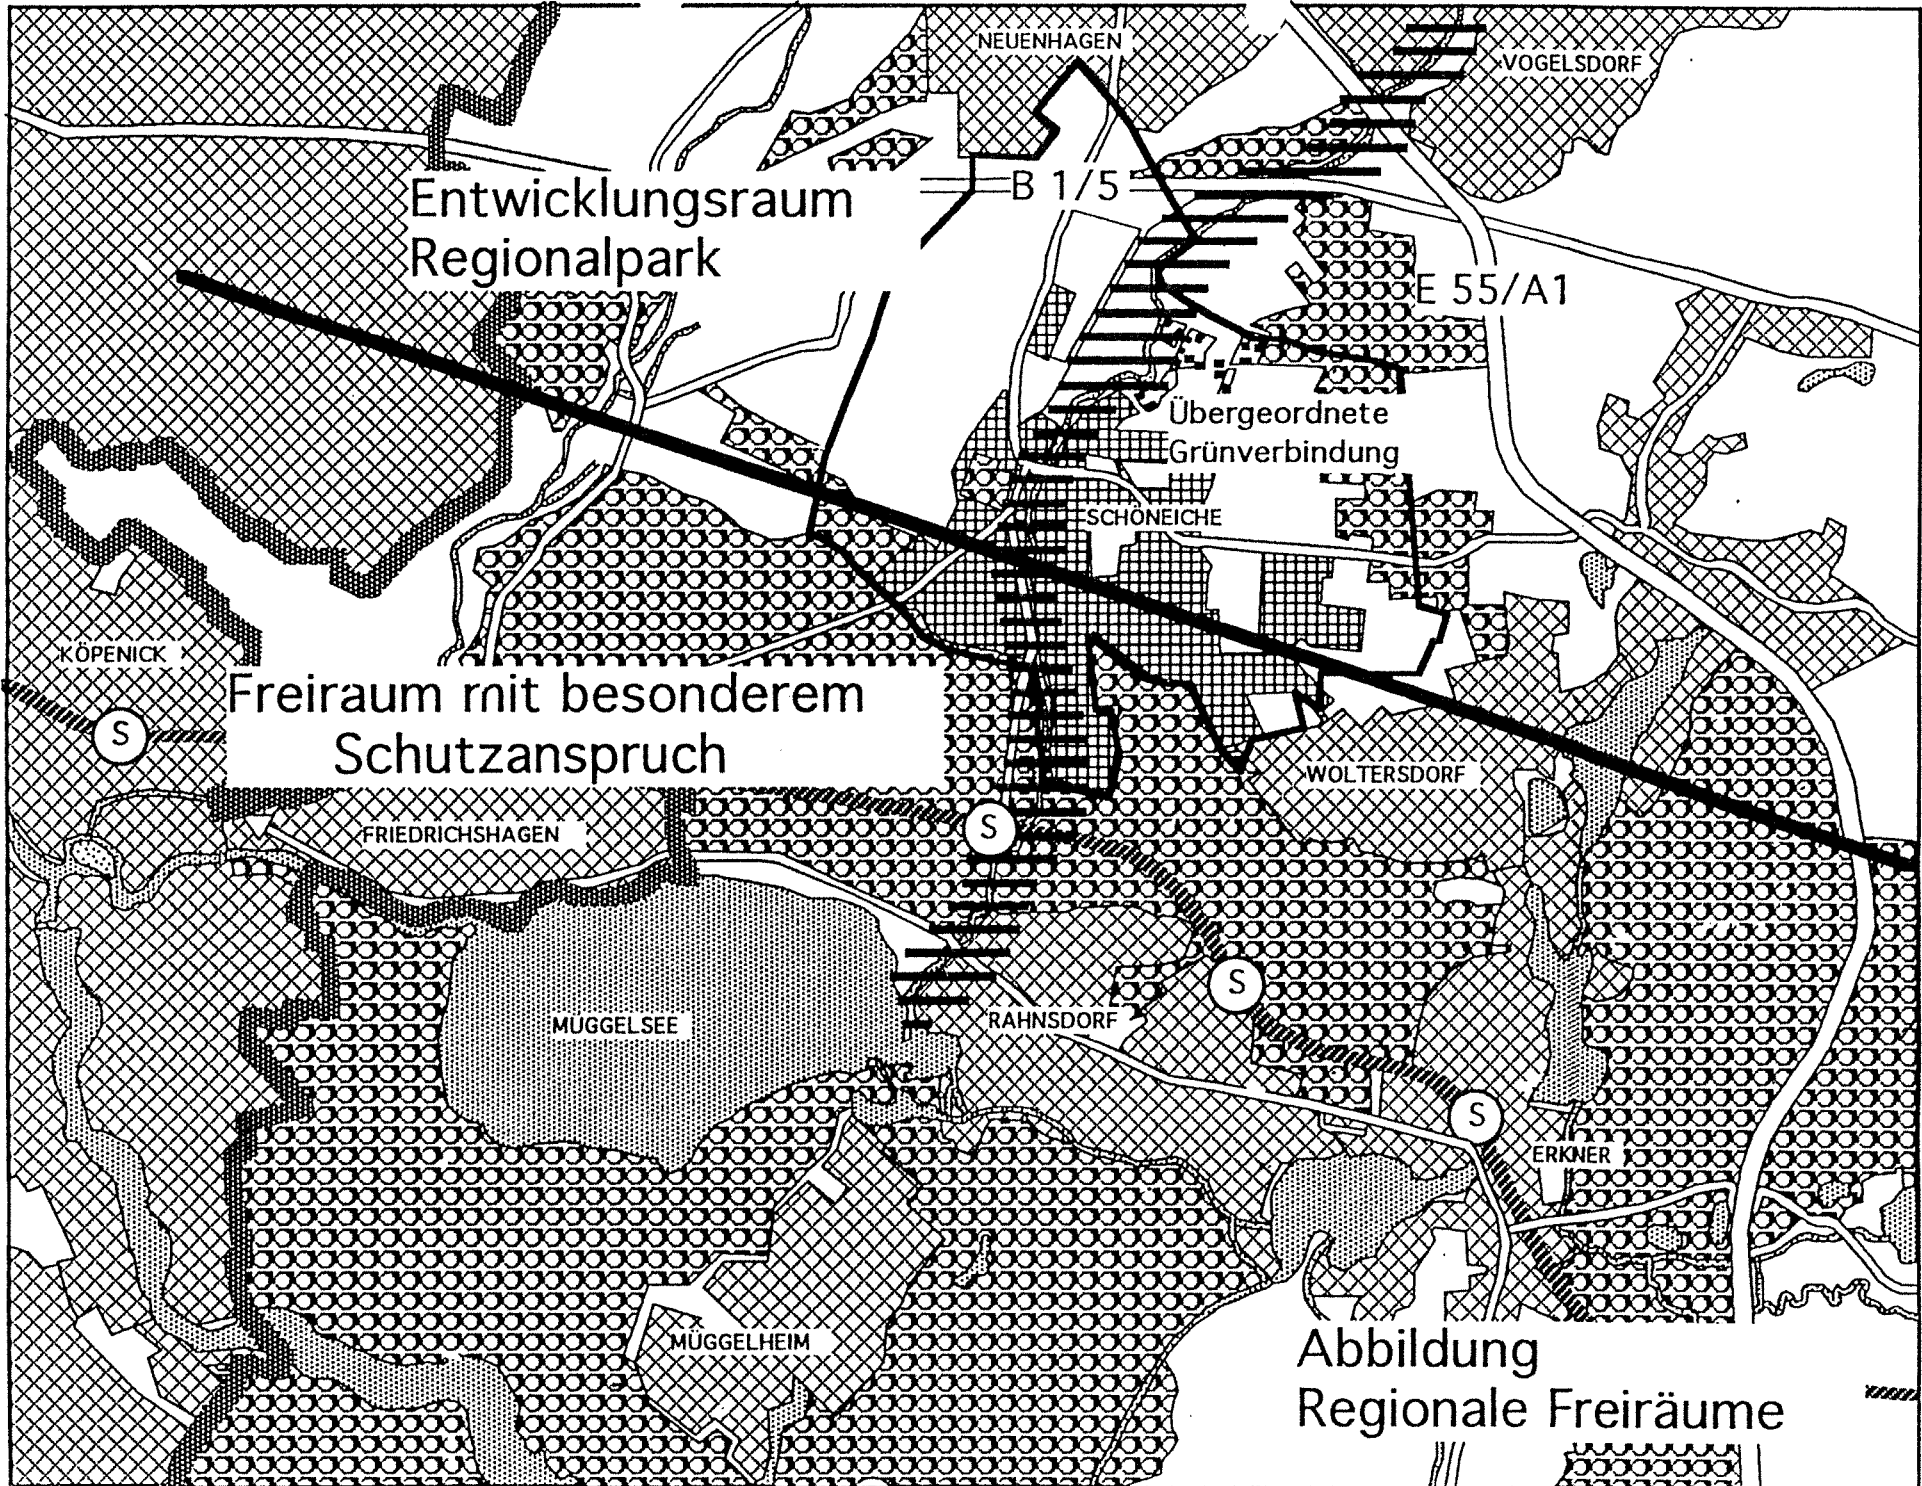 NEUENHAGEN
VOGELSDORF
Entwicklungsraum
Regionalpark
B 1/5
E 55/A1
Übergeordnete
Grünverbindung
SCHÖNEICHE
KÖPENICK
Freiraum mit besonderem
Schutzanspruch
S
WOLTERSDORF
FRIEDRICHSHAGEN
S
S
MÜGGELSEE
RAHNSDORF
S
ERKNER
MÜGGELHEIM
Abbildung
Regionale Freiräume